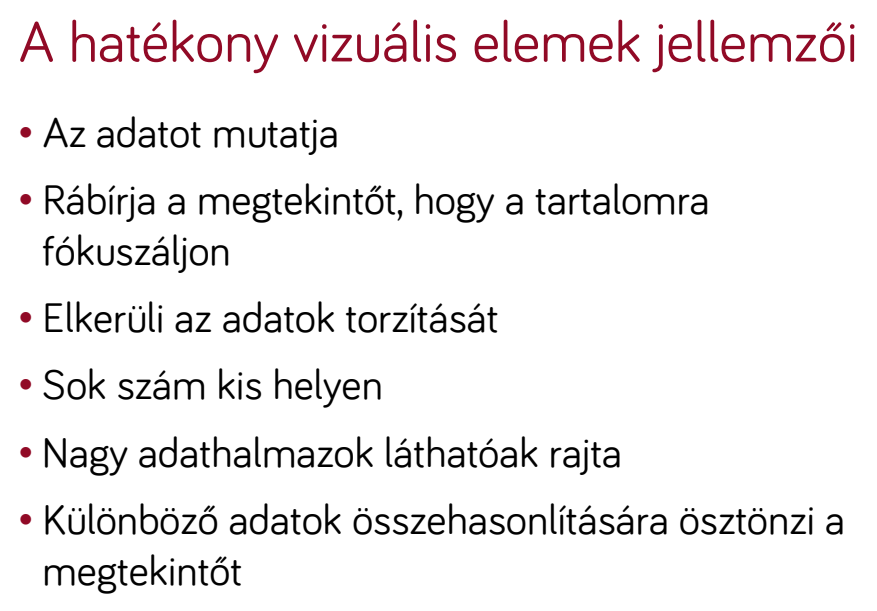 A hatékony vizuális elemek jellemzői
• Az adatot mutatja
• Rábírja a megtekintőt, hogy a tartalomra
fókuszáljon
• Elkerüli az adatok torzítását
• Sok szám kis helyen
• Nagy adathalmazok láthatóak rajta
• Különböző adatok összehasonlítására ösztönzi a
megtekintőt